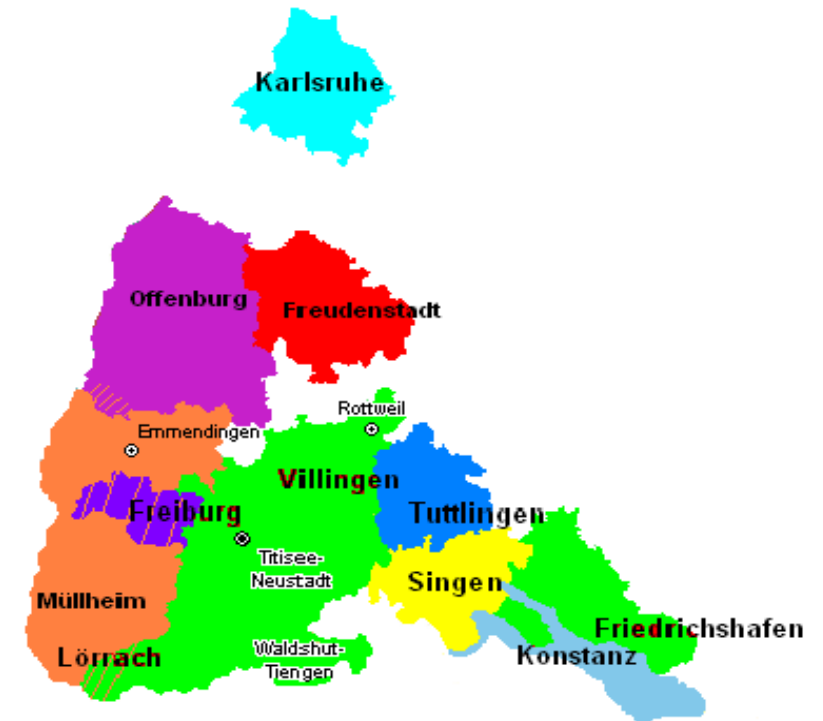 Karlsruhe
Offenburg
Freudenstadt
Rottweil
Emmendingen
Villingen
Freiburg
Tuttlingen
Titisee-
Neustadt
Singen
Müllheim
Friedrichshafen
Waldshut-
Tiengen
Lörrach
Konstanz